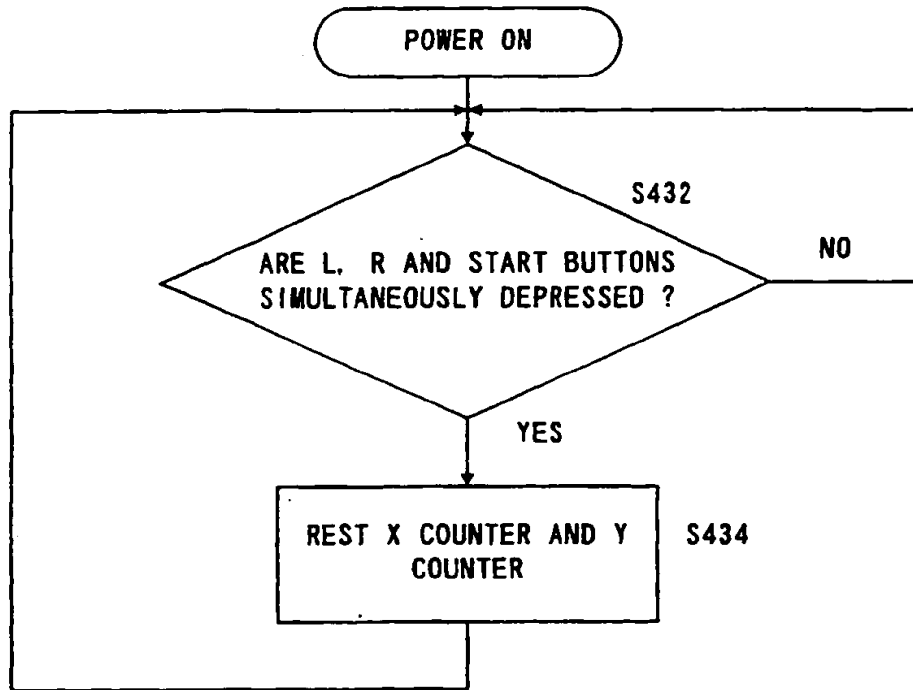 POWER ON
S432
ARE L, R AND START BUTTONS
SIMULTANEOUSLY DEPRESSED ?
NO
YES
REST X COUNTER AND Y
COUNTER
S434